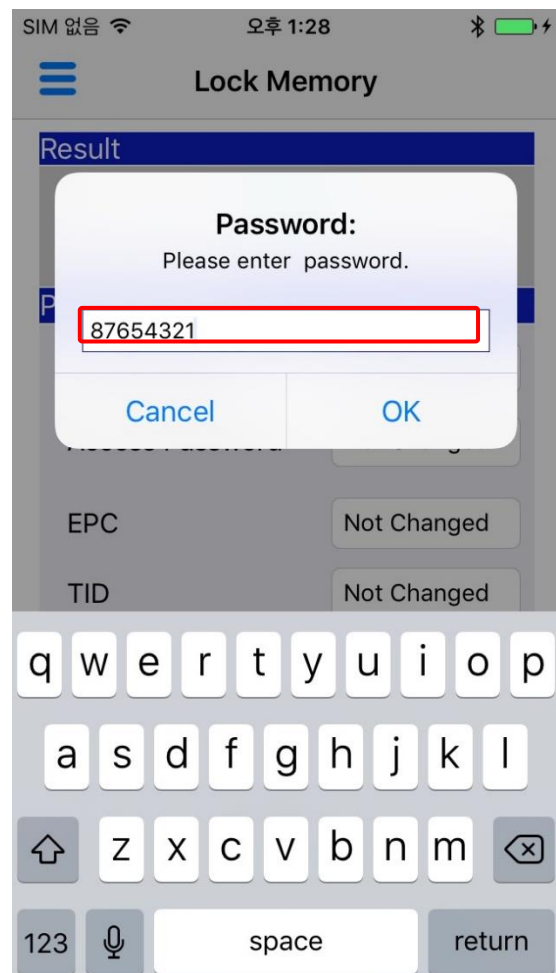 SIM 없음 오후 1:28
Lock Memory
Result
Password:
Please enter password.
P
87654321
Cancel OK
EPC Not Changed
TID Not Changed
q w e r t y u i o p
a s d f g h j k l
z x c v b n m
123 space return